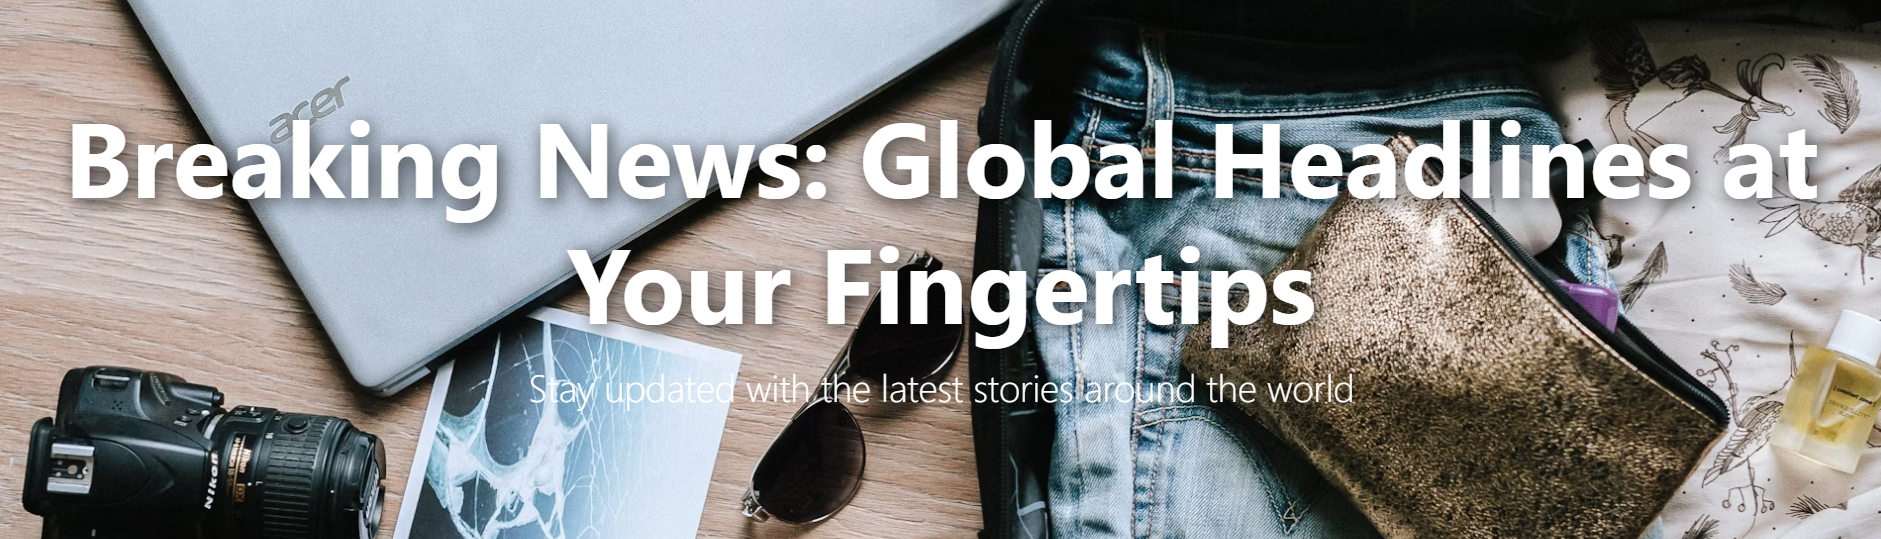 acer
Breaking News: Global Headlines at
Your Fingertips
Stay updated with the latest stories around the world
Nikon